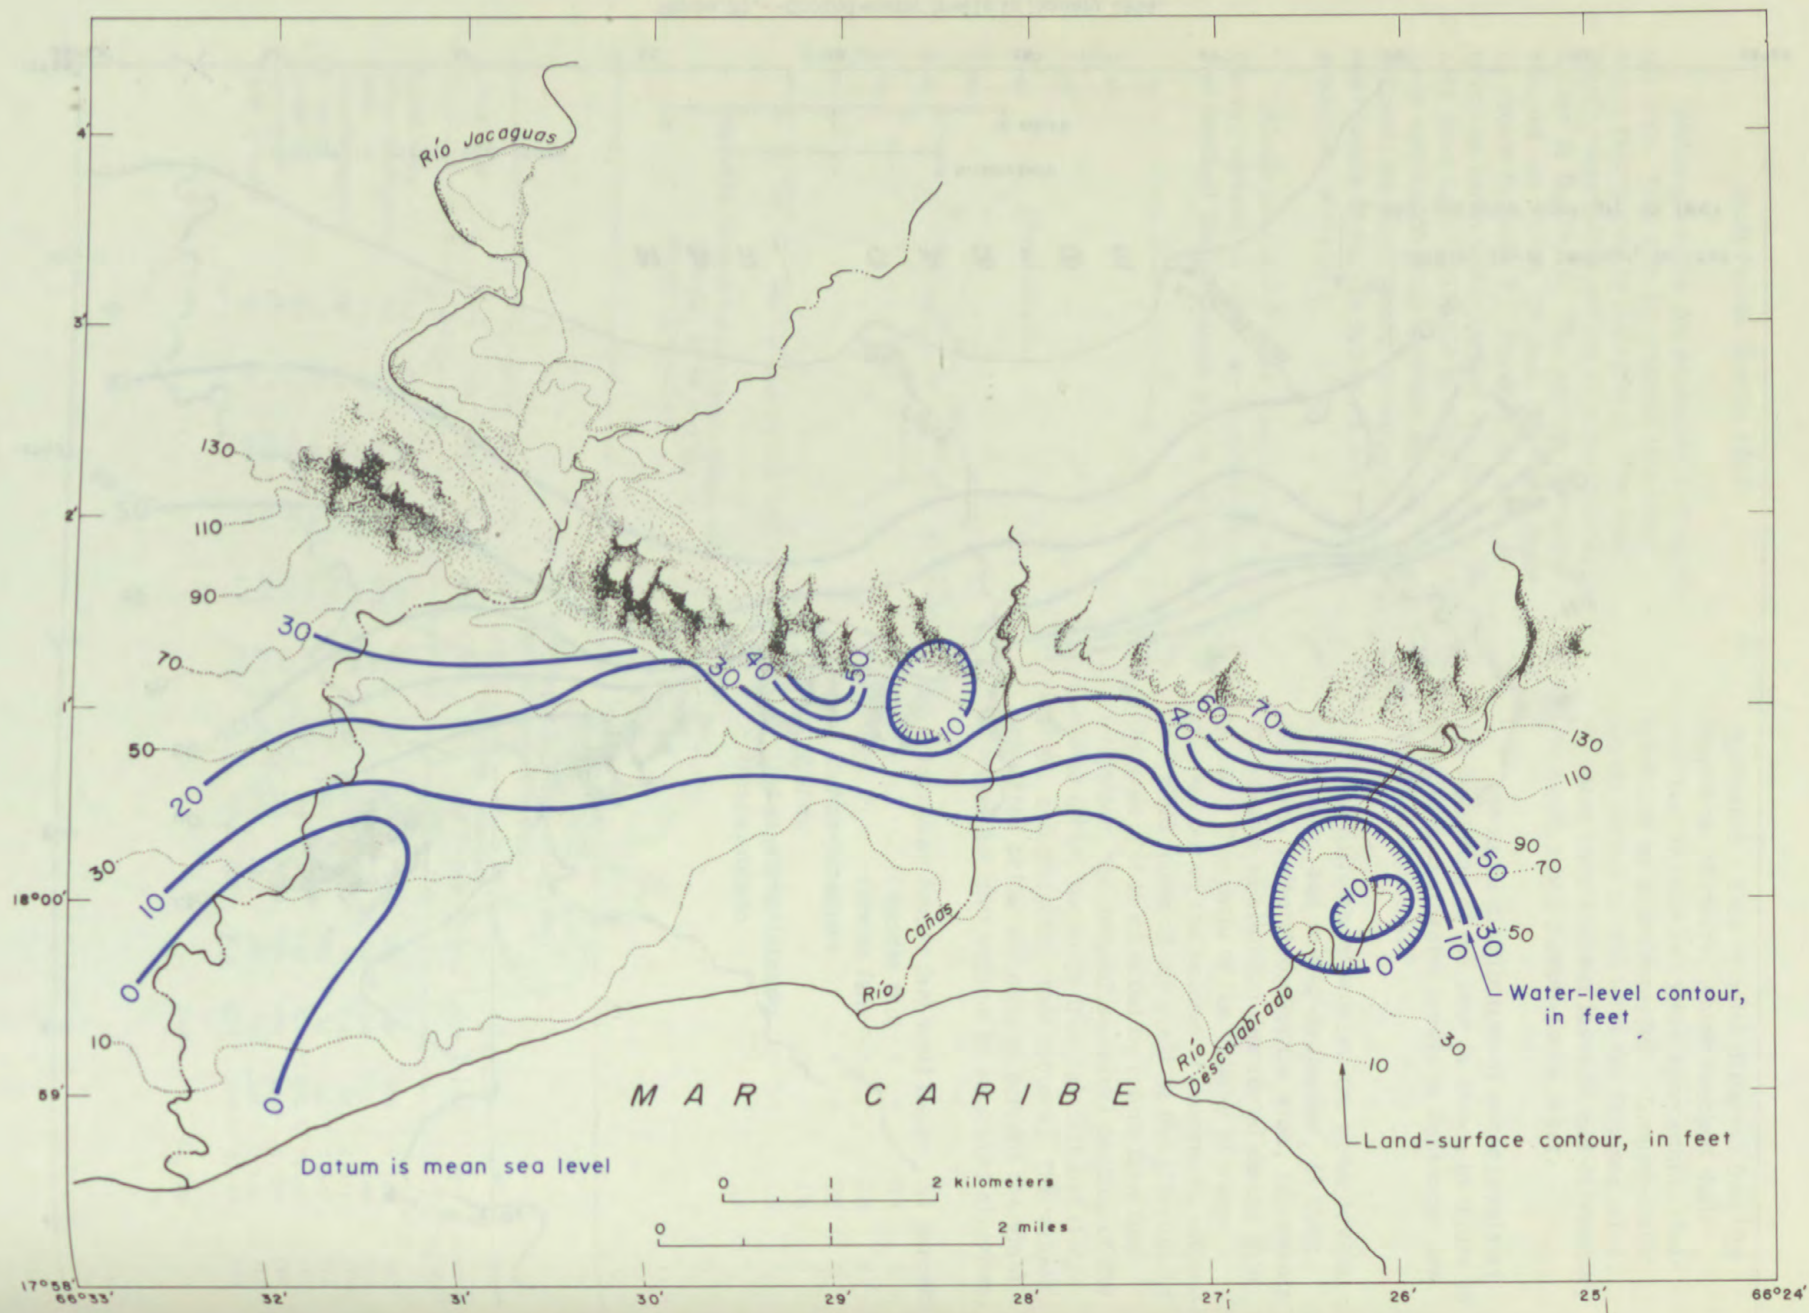 4'
Río Jacaguas
3'
130
2'
110
90
30
70
30
40
50
1'
10
40
60
70
50
130
110
20
90
70
50
30
10
18°00'
-10
50
Cañas
10
30
0
0
Río
Water-level contour,
in feet
Río
Descalabrado
10
30
10
59'
0
MAR CARIBE
Land-surface contour, in feet
Datum is mean sea level
0 1 2 kilometers
0 1 2 miles
17°58'
66°33' 32' 31' 30' 29' 28' 27' 26' 25' 66°24'